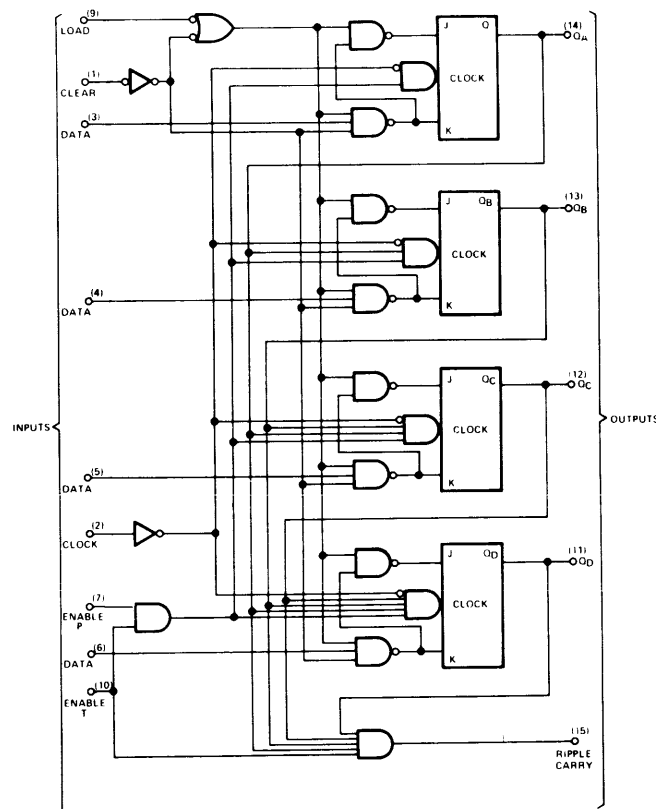 (9)
LOAD
(1)
CLEAR
(3)
DATA
J Q
CLOCK
K
(14)
QA
(4)
DATA
J QB
CLOCK
K
(13)
QB
INPUTS
OUTPUTS
(5)
DATA
J QC
CLOCK
K
(12)
QC
(2)
CLOCK
(7)
ENABLE
P
(6)
DATA
(10)
ENABLE
T
J QD
CLOCK
K
(11)
QD
(15)
RIPPLE
CARRY